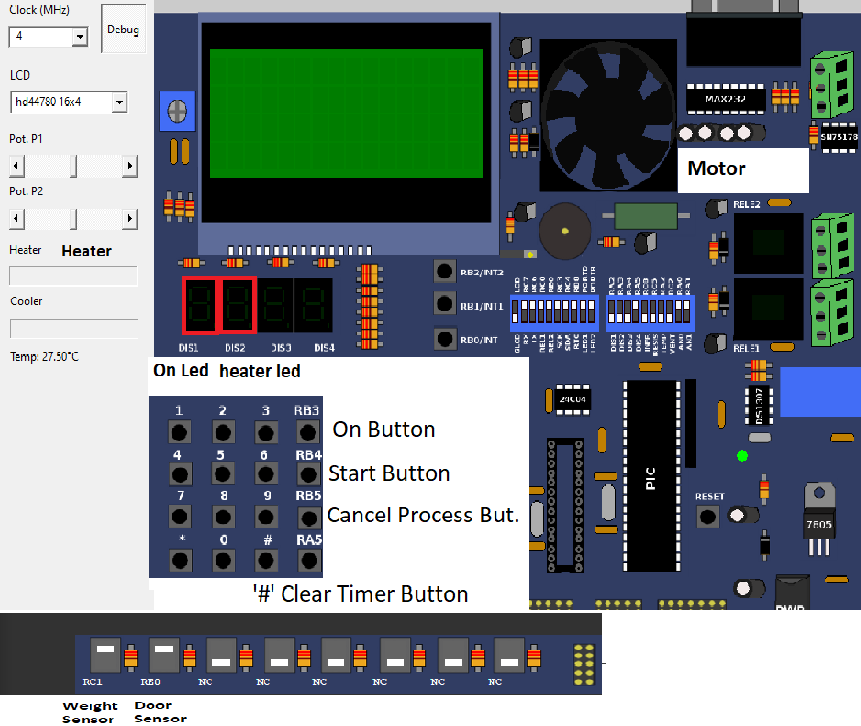 Clock (MHz)
4
Debug
LCD
hd44780 16x4
Pot. P1
Pot. P2
Heater
Heater
Cooler
Temp: 27.50°C
MAX232
SN75176
Motor
RELE2
RELE1
RB2/INT2
RB1/INT1
RB0/INT
DIS1
DIS2
DIS3
DIS4
On Led
heater led
1 2 3 RB3
On Button
4 5 6 RB4
Start Button
7 8 9 RB5
Cancel Process But.
* 0 # RA5
'#' Clear Timer Button
24C04
DS1307
PIC
RESET
7805
RC1 RB0 NC NC NC NC NC NC
Weight
Sensor
Door
Sensor